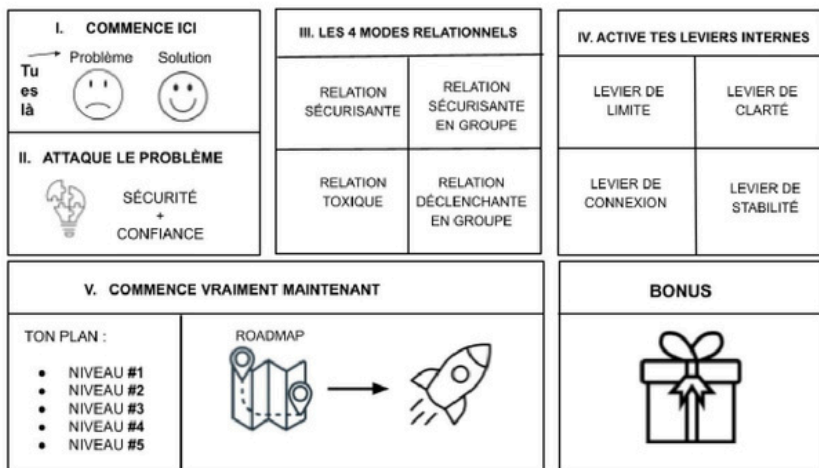 I. COMMENCE ICI
Problème
Solution
Tu
es
là
II. ATTAQUE LE PROBLÈME
SÉCURITÉ
+
CONFIANCE
III. LES 4 MODES RELATIONNELS
RELATION
SÉCURISANTE
RELATION
SÉCURISANTE
EN GROUPE
RELATION
TOXIQUE
RELATION
DÉCLENCHANTE
EN GROUPE
IV. ACTIVE TES LEVIERS INTERNES
LEVIER DE
LIMITE
LEVIER DE
CLARTÉ
LEVIER DE
CONNEXION
LEVIER DE
STABILITÉ
V. COMMENCE VRAIMENT MAINTENANT
TON PLAN :
• NIVEAU #1
• NIVEAU #2
• NIVEAU #3
• NIVEAU #4
• NIVEAU #5
ROADMAP
BONUS